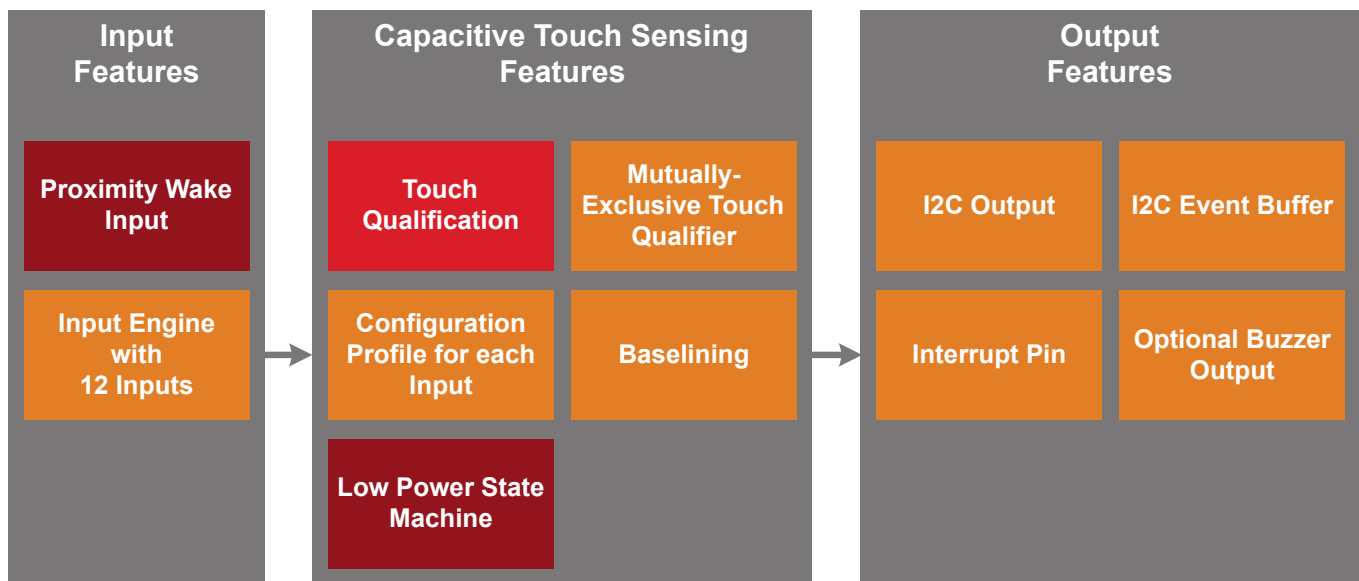 Input
Features
Proximity Wake
Input
Input Engine
with
12 Inputs
Capacitive Touch Sensing
Features
Touch
Qualification
Mutually-
Exclusive Touch
Qualifier
Configuration
Profile for each
Input
Baselining
Low Power State
Machine
Output
Features
I2C Output
I2C Event Buffer
Interrupt Pin
Optional Buzzer
Output